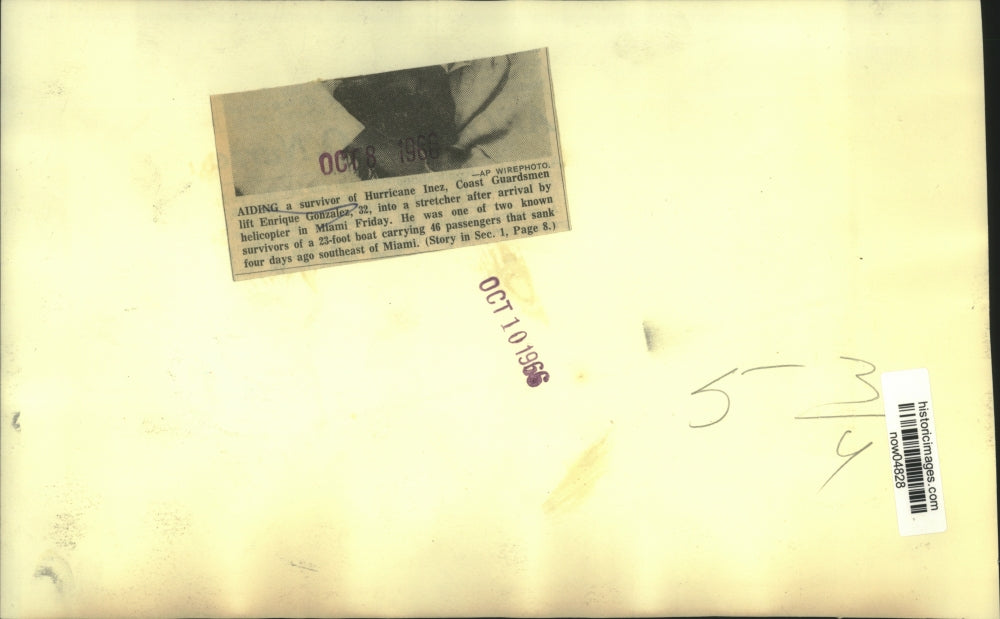 OCT 8 1966
—AP WIREPHOTO.
AIDING a survivor of Hurricane Inez, Coast Guardsmen
lift Enrique Gonzalez, 32, into a stretcher after arrival by
helicopter in Miami Friday. He was one of two known
survivors of a 23-foot boat carrying 46 passengers that sank
four days ago southeast of Miami. (Story in Sec. 1, Page 8.)
OCT 10 1966
5 3/4
historicimages.com
now04828